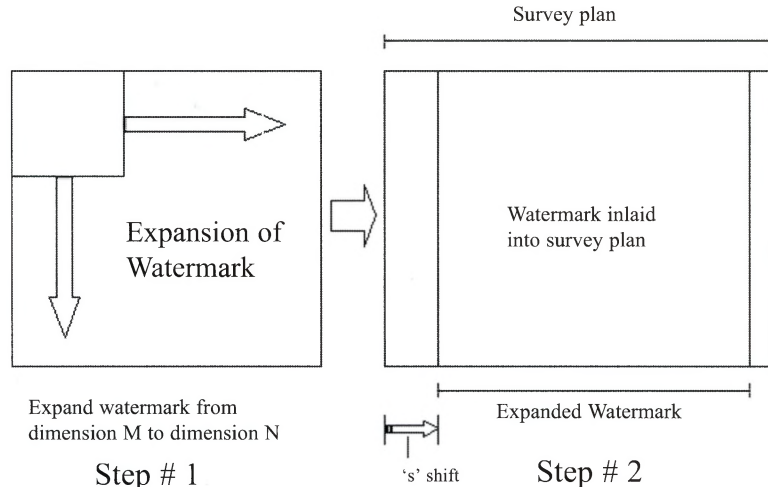 Survey plan
Expansion of
Watermark
Watermark inlaid
into survey plan
Expand watermark from
dimension M to dimension N
Expanded Watermark
Step # 1
's' shift
Step # 2